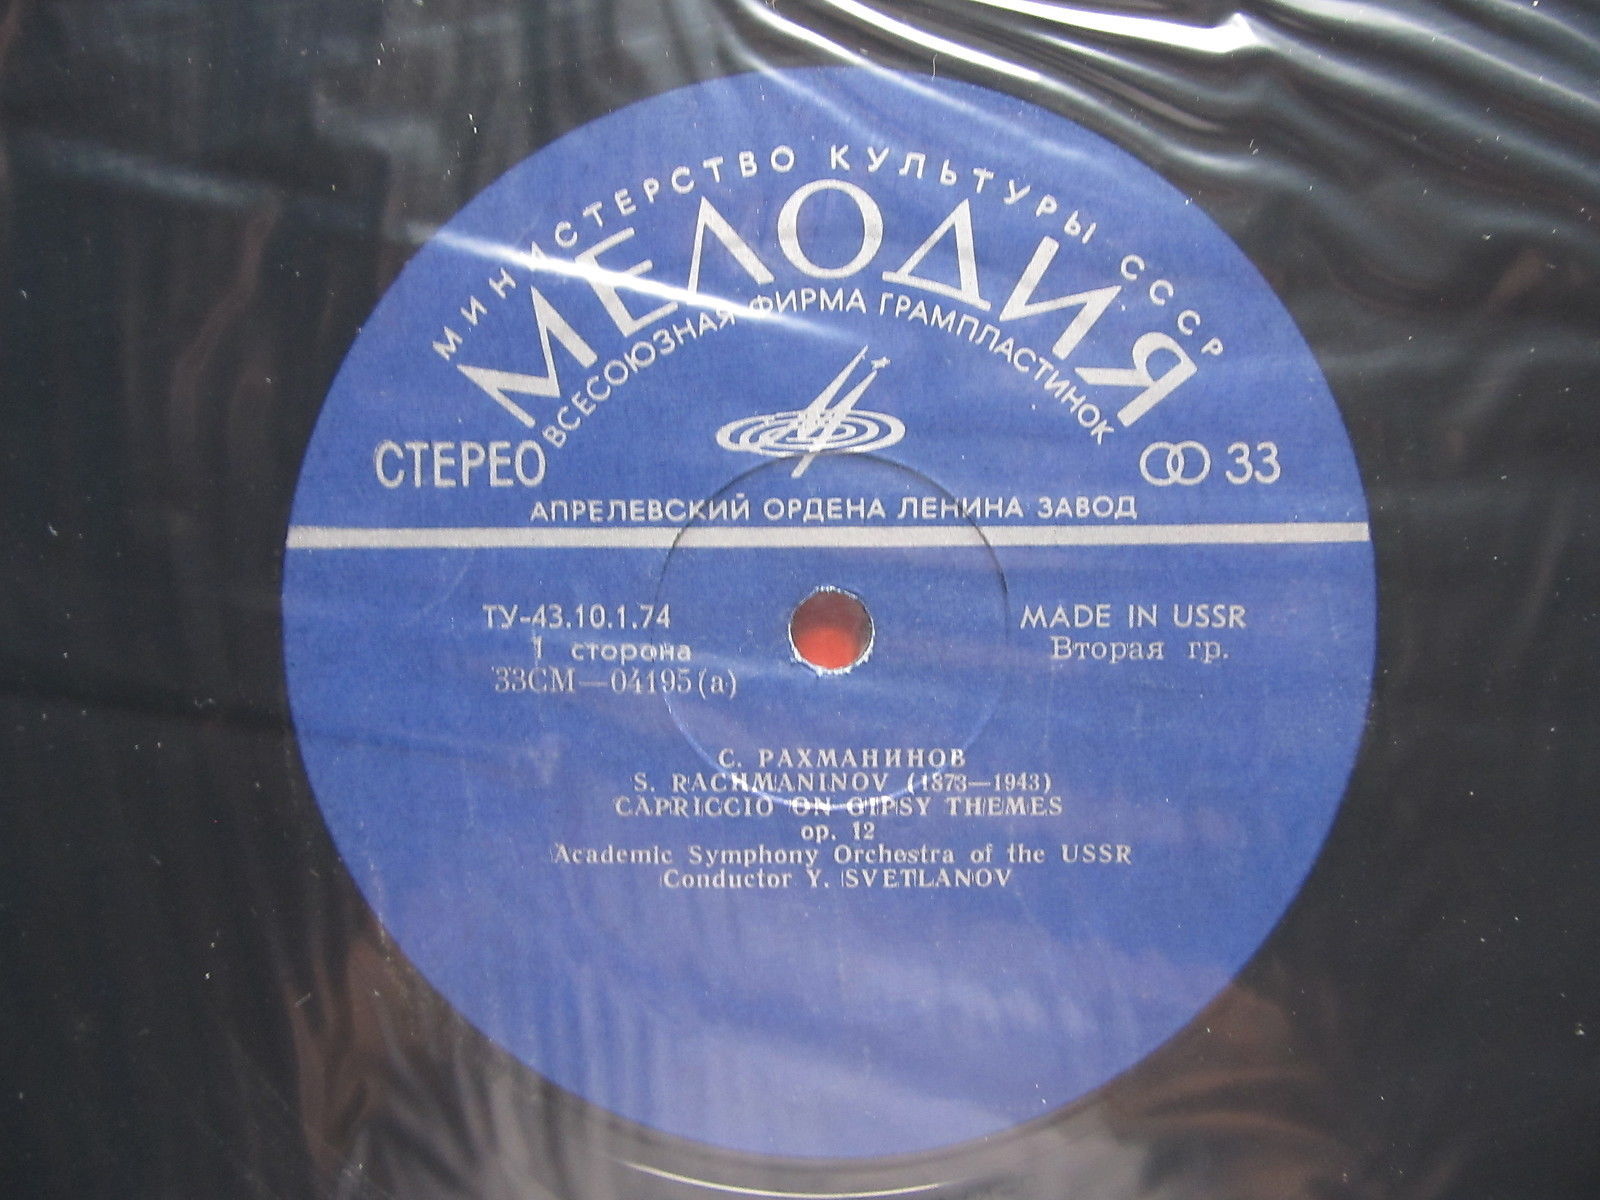 МИНИСТЕРСТВО КУЛЬТУРЫ СССР
МЕЛОДИЯ
ВСЕСОЮЗНАЯ ФИРМА ГРАМПЛАСТИНОК
СТЕРЕО
33
АПРЕЛЕВСКИЙ ОРДЕНА ЛЕНИНА ЗАВОД
ТУ-43.10.1.74
MADE IN USSR
1 сторона
Вторая гр.
33СМ—04195(а)
С. РАХМАНИНОВ
S. RACHMANINOV (1873—1943)
CAPRICCIO ON GIPSY THEMES
op. 12
Academic Symphony Orchestra of the USSR
Conductor Y. SVETLANOV